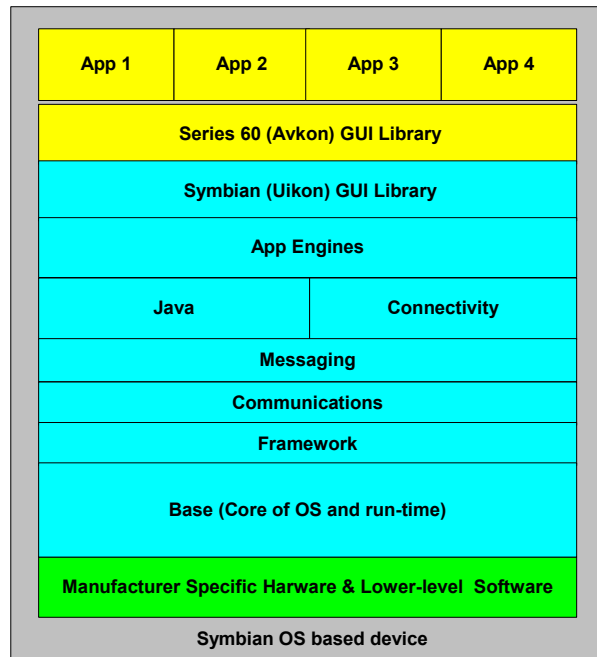 App 1
App 2
App 3
App 4
Series 60 (Avkon) GUI Library
Symbian (Uikon) GUI Library
App Engines
Java
Connectivity
Messaging
Communications
Framework
Base (Core of OS and run-time)
Manufacturer Specific Harware & Lower-level Software
Symbian OS based device